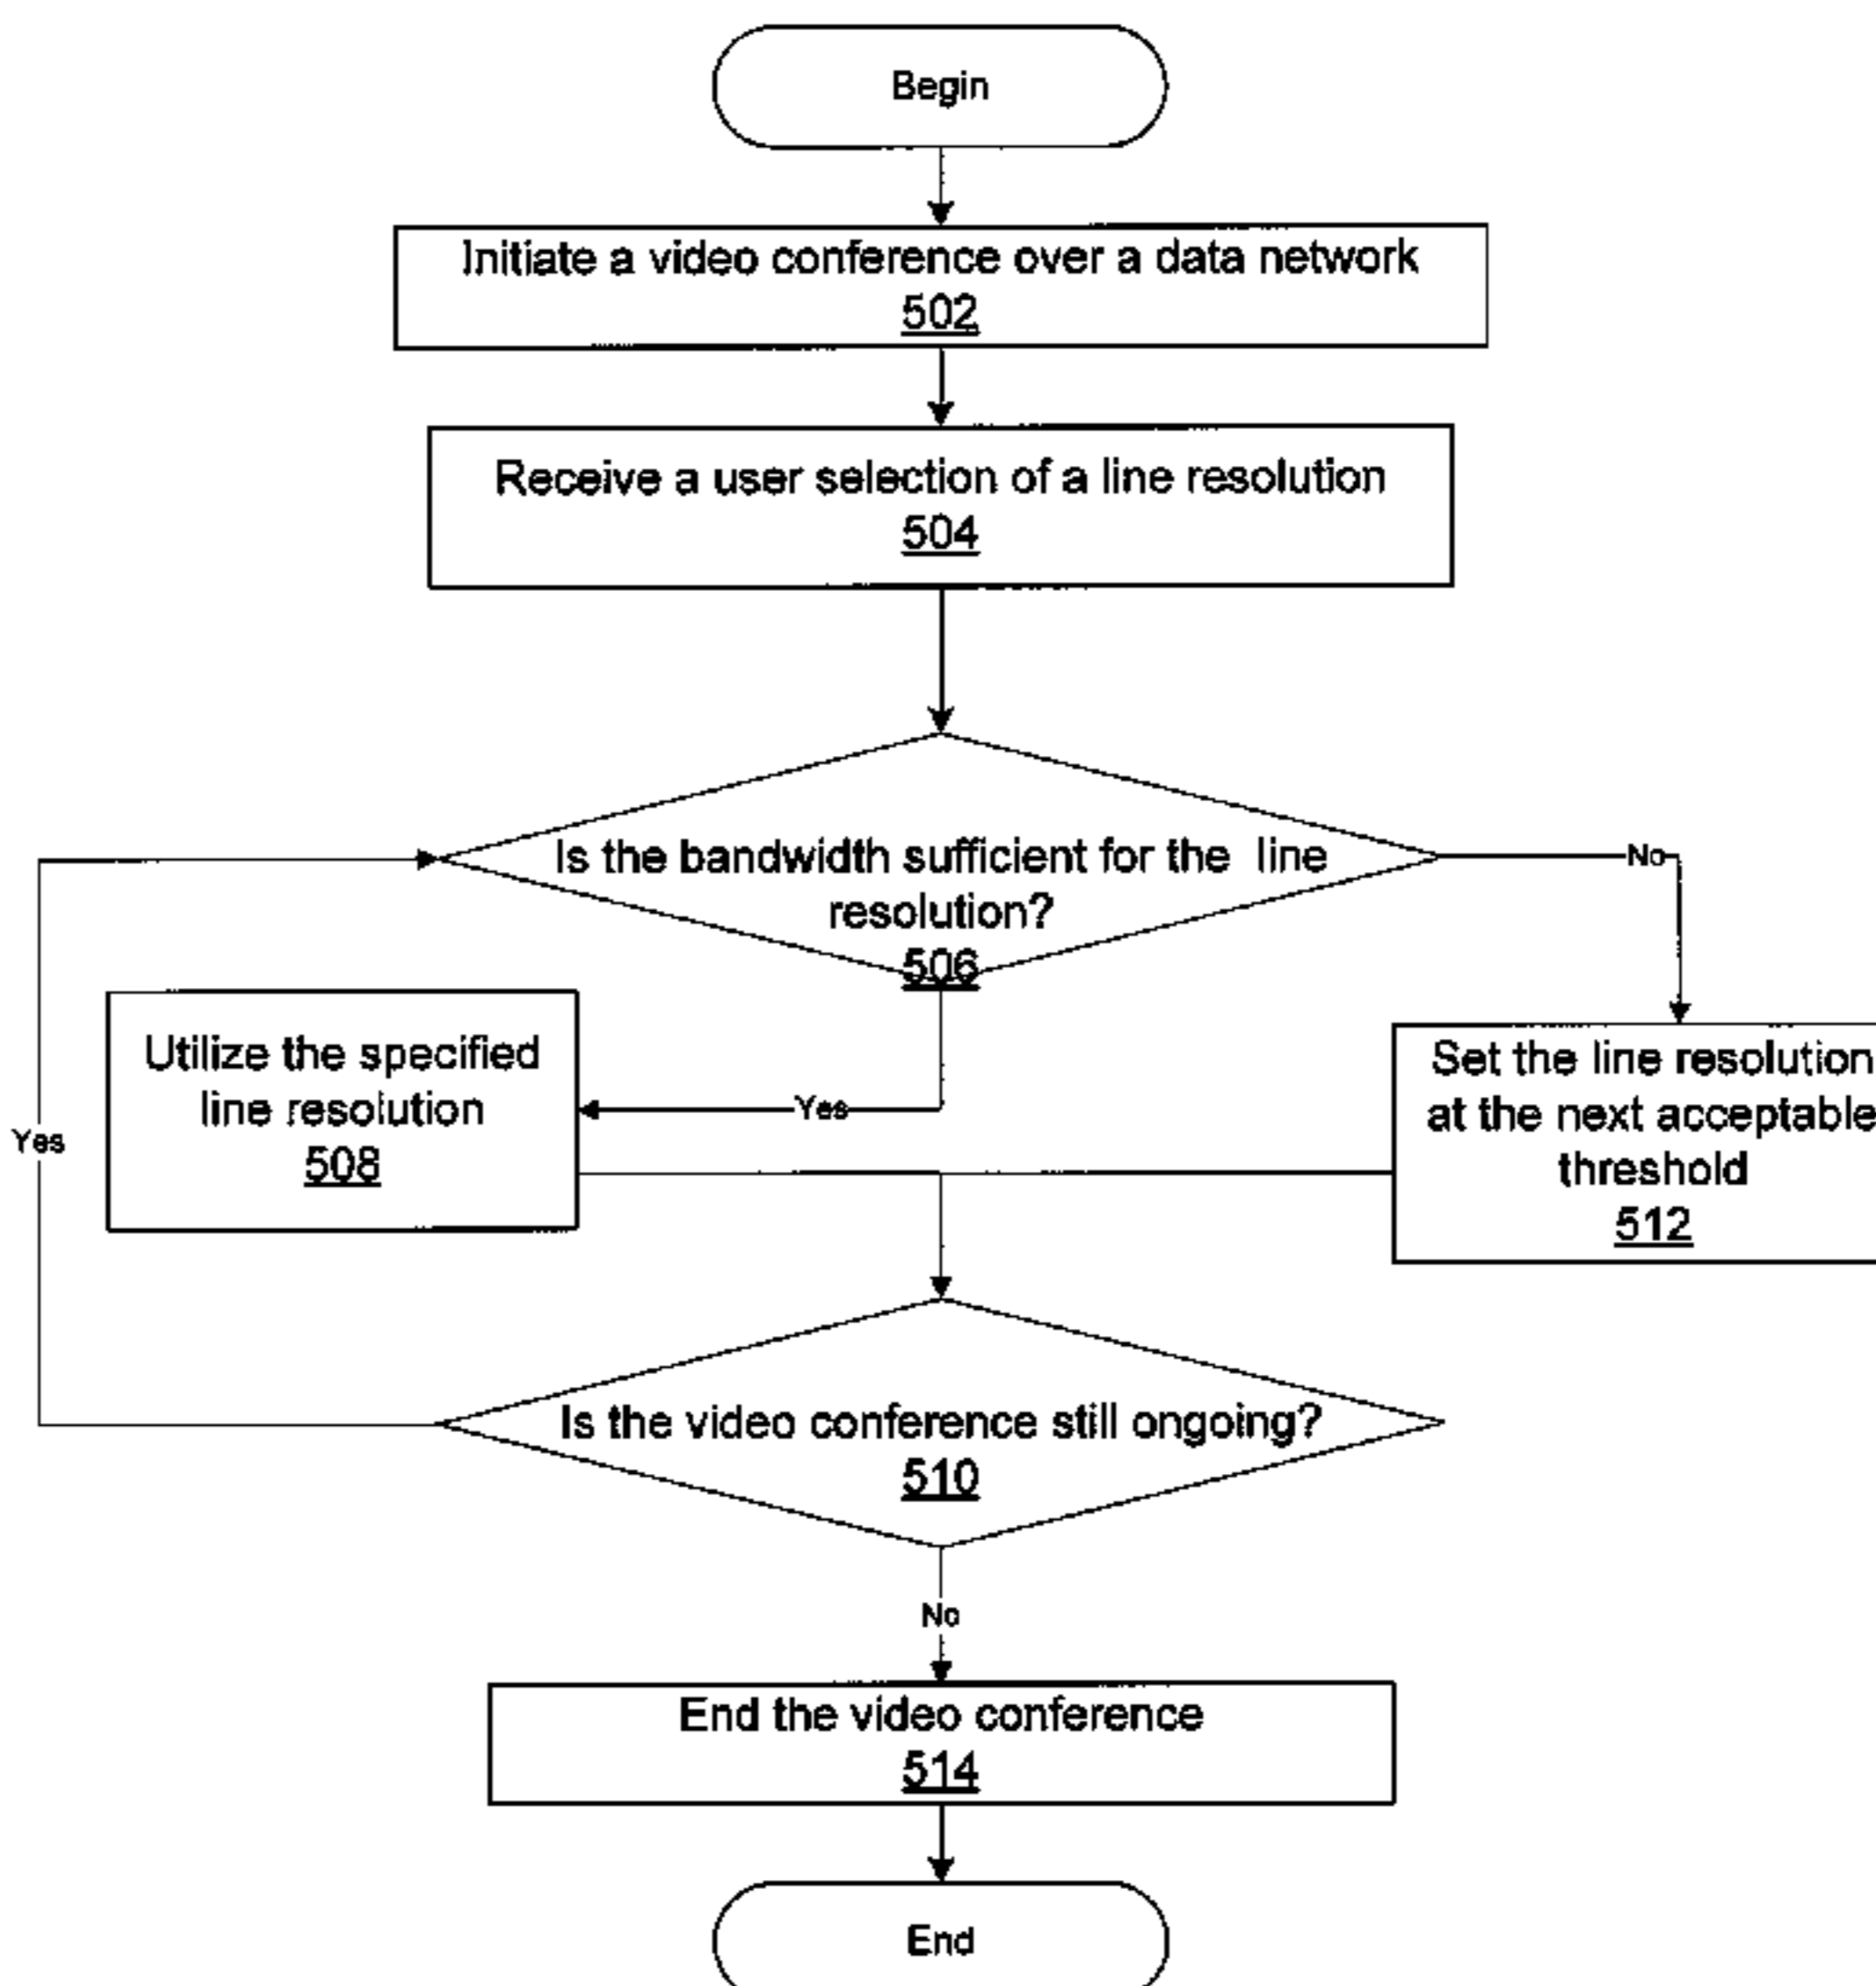 Begin
Initiate a video conference over a data network
502
Receive a user selection of a line resolution
504
Is the bandwidth sufficient for the line
resolution?
506
No
Utilize the specified
line resolution
508
Yes
Yes
Set the line resolution
at the next acceptable
threshold
512
Is the video conference still ongoing?
510
No
End the video conference
514
End